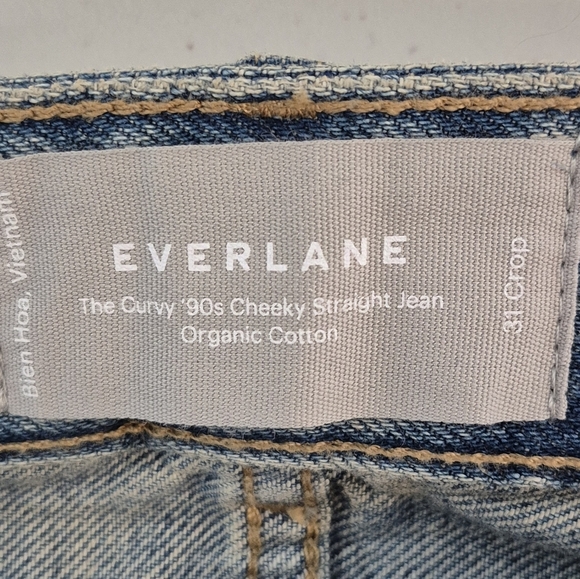 EVERLANE
The Curvy '90s Cheeky Straight Jean
Organic Cotton
Bien Hoa, Vietnam
31 Crop